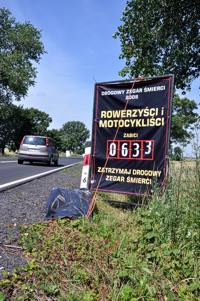 DROGOWY ZEGAR ŚMIERCI
2008
ROWERZYŚCI i
MOTOCYKLIŚCI
ZABICI
0633
ZATRZYMAJ DROGOWY
ZEGAR ŚMIERCI